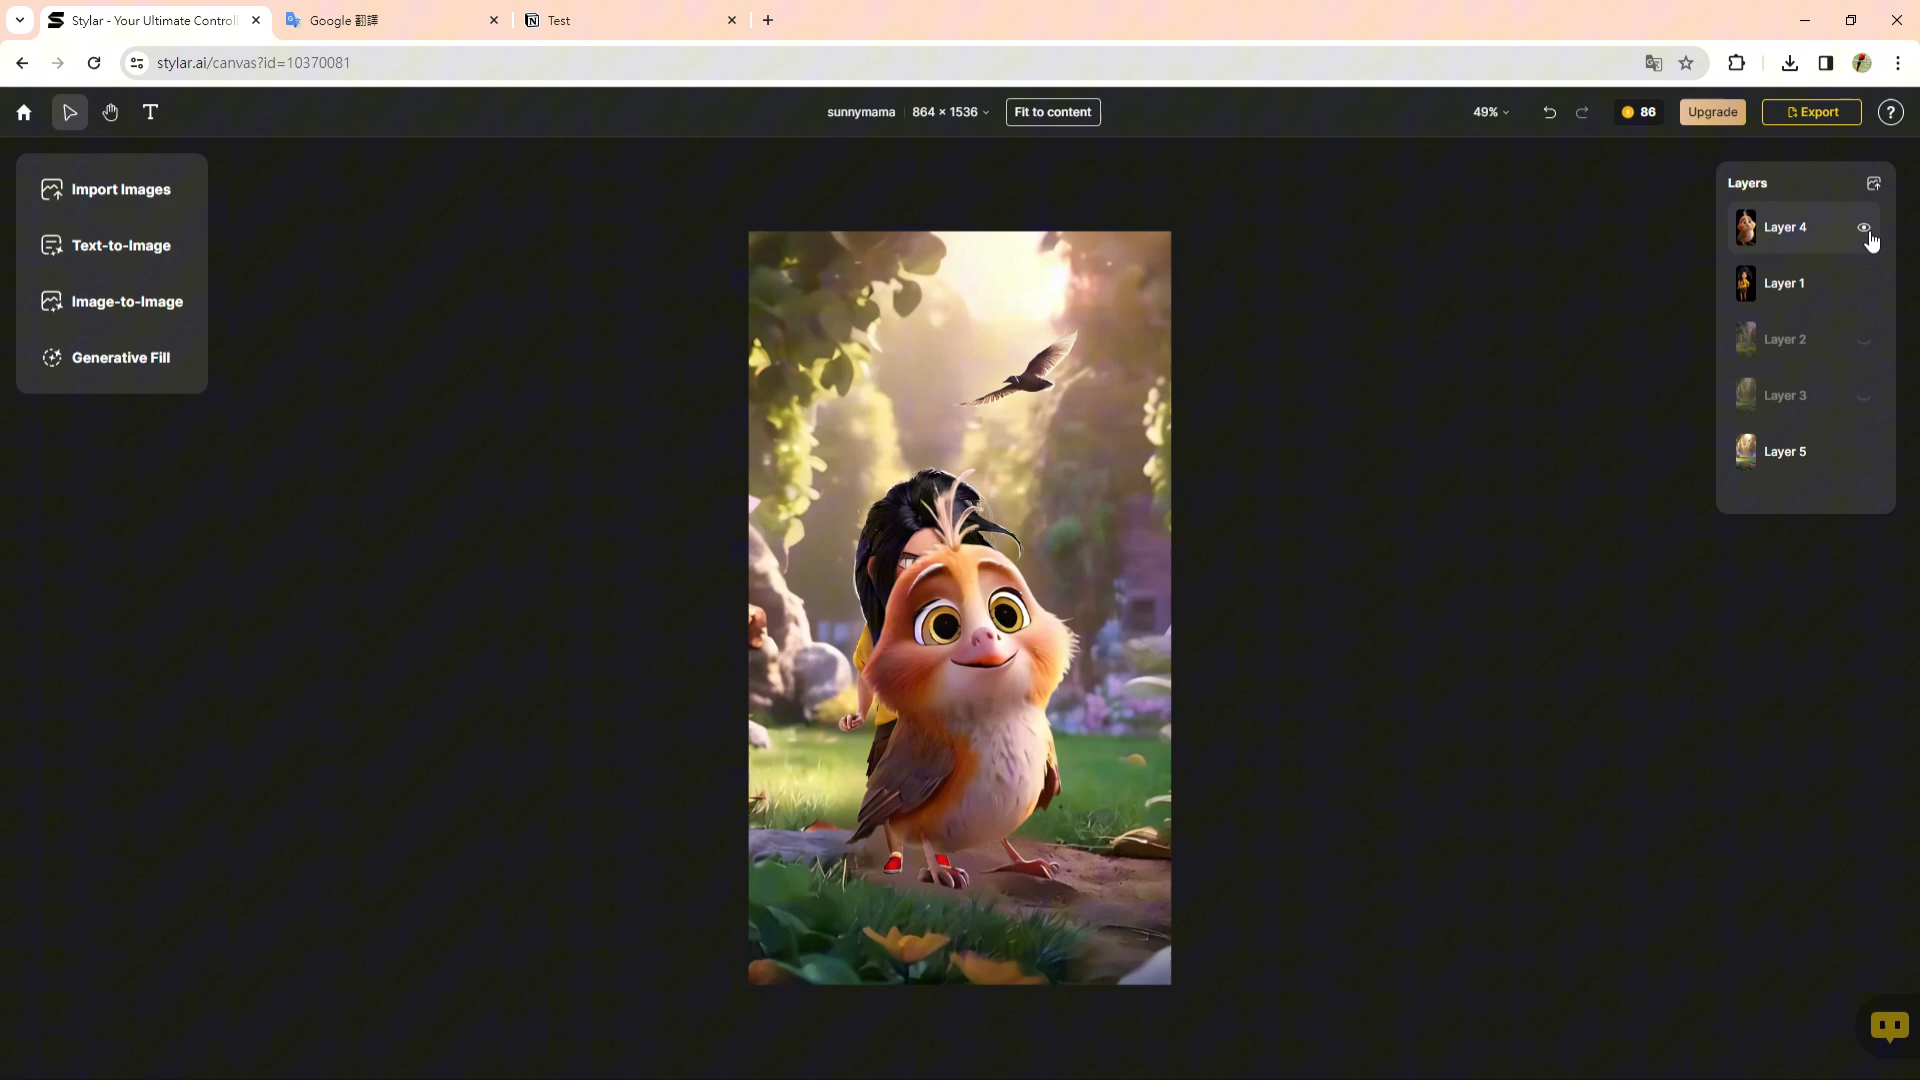 Stylar - Your Ultimate Controll
Google 翻譯
Test
stylar.ai/canvas?id=10370081
sunnymama
864 × 1536
Fit to content
49%
86
Upgrade
Export
?
Import Images
Text-to-Image
Image-to-Image
Generative Fill
Layers
Layer 4
Layer 1
Layer 2
Layer 3
Layer 5